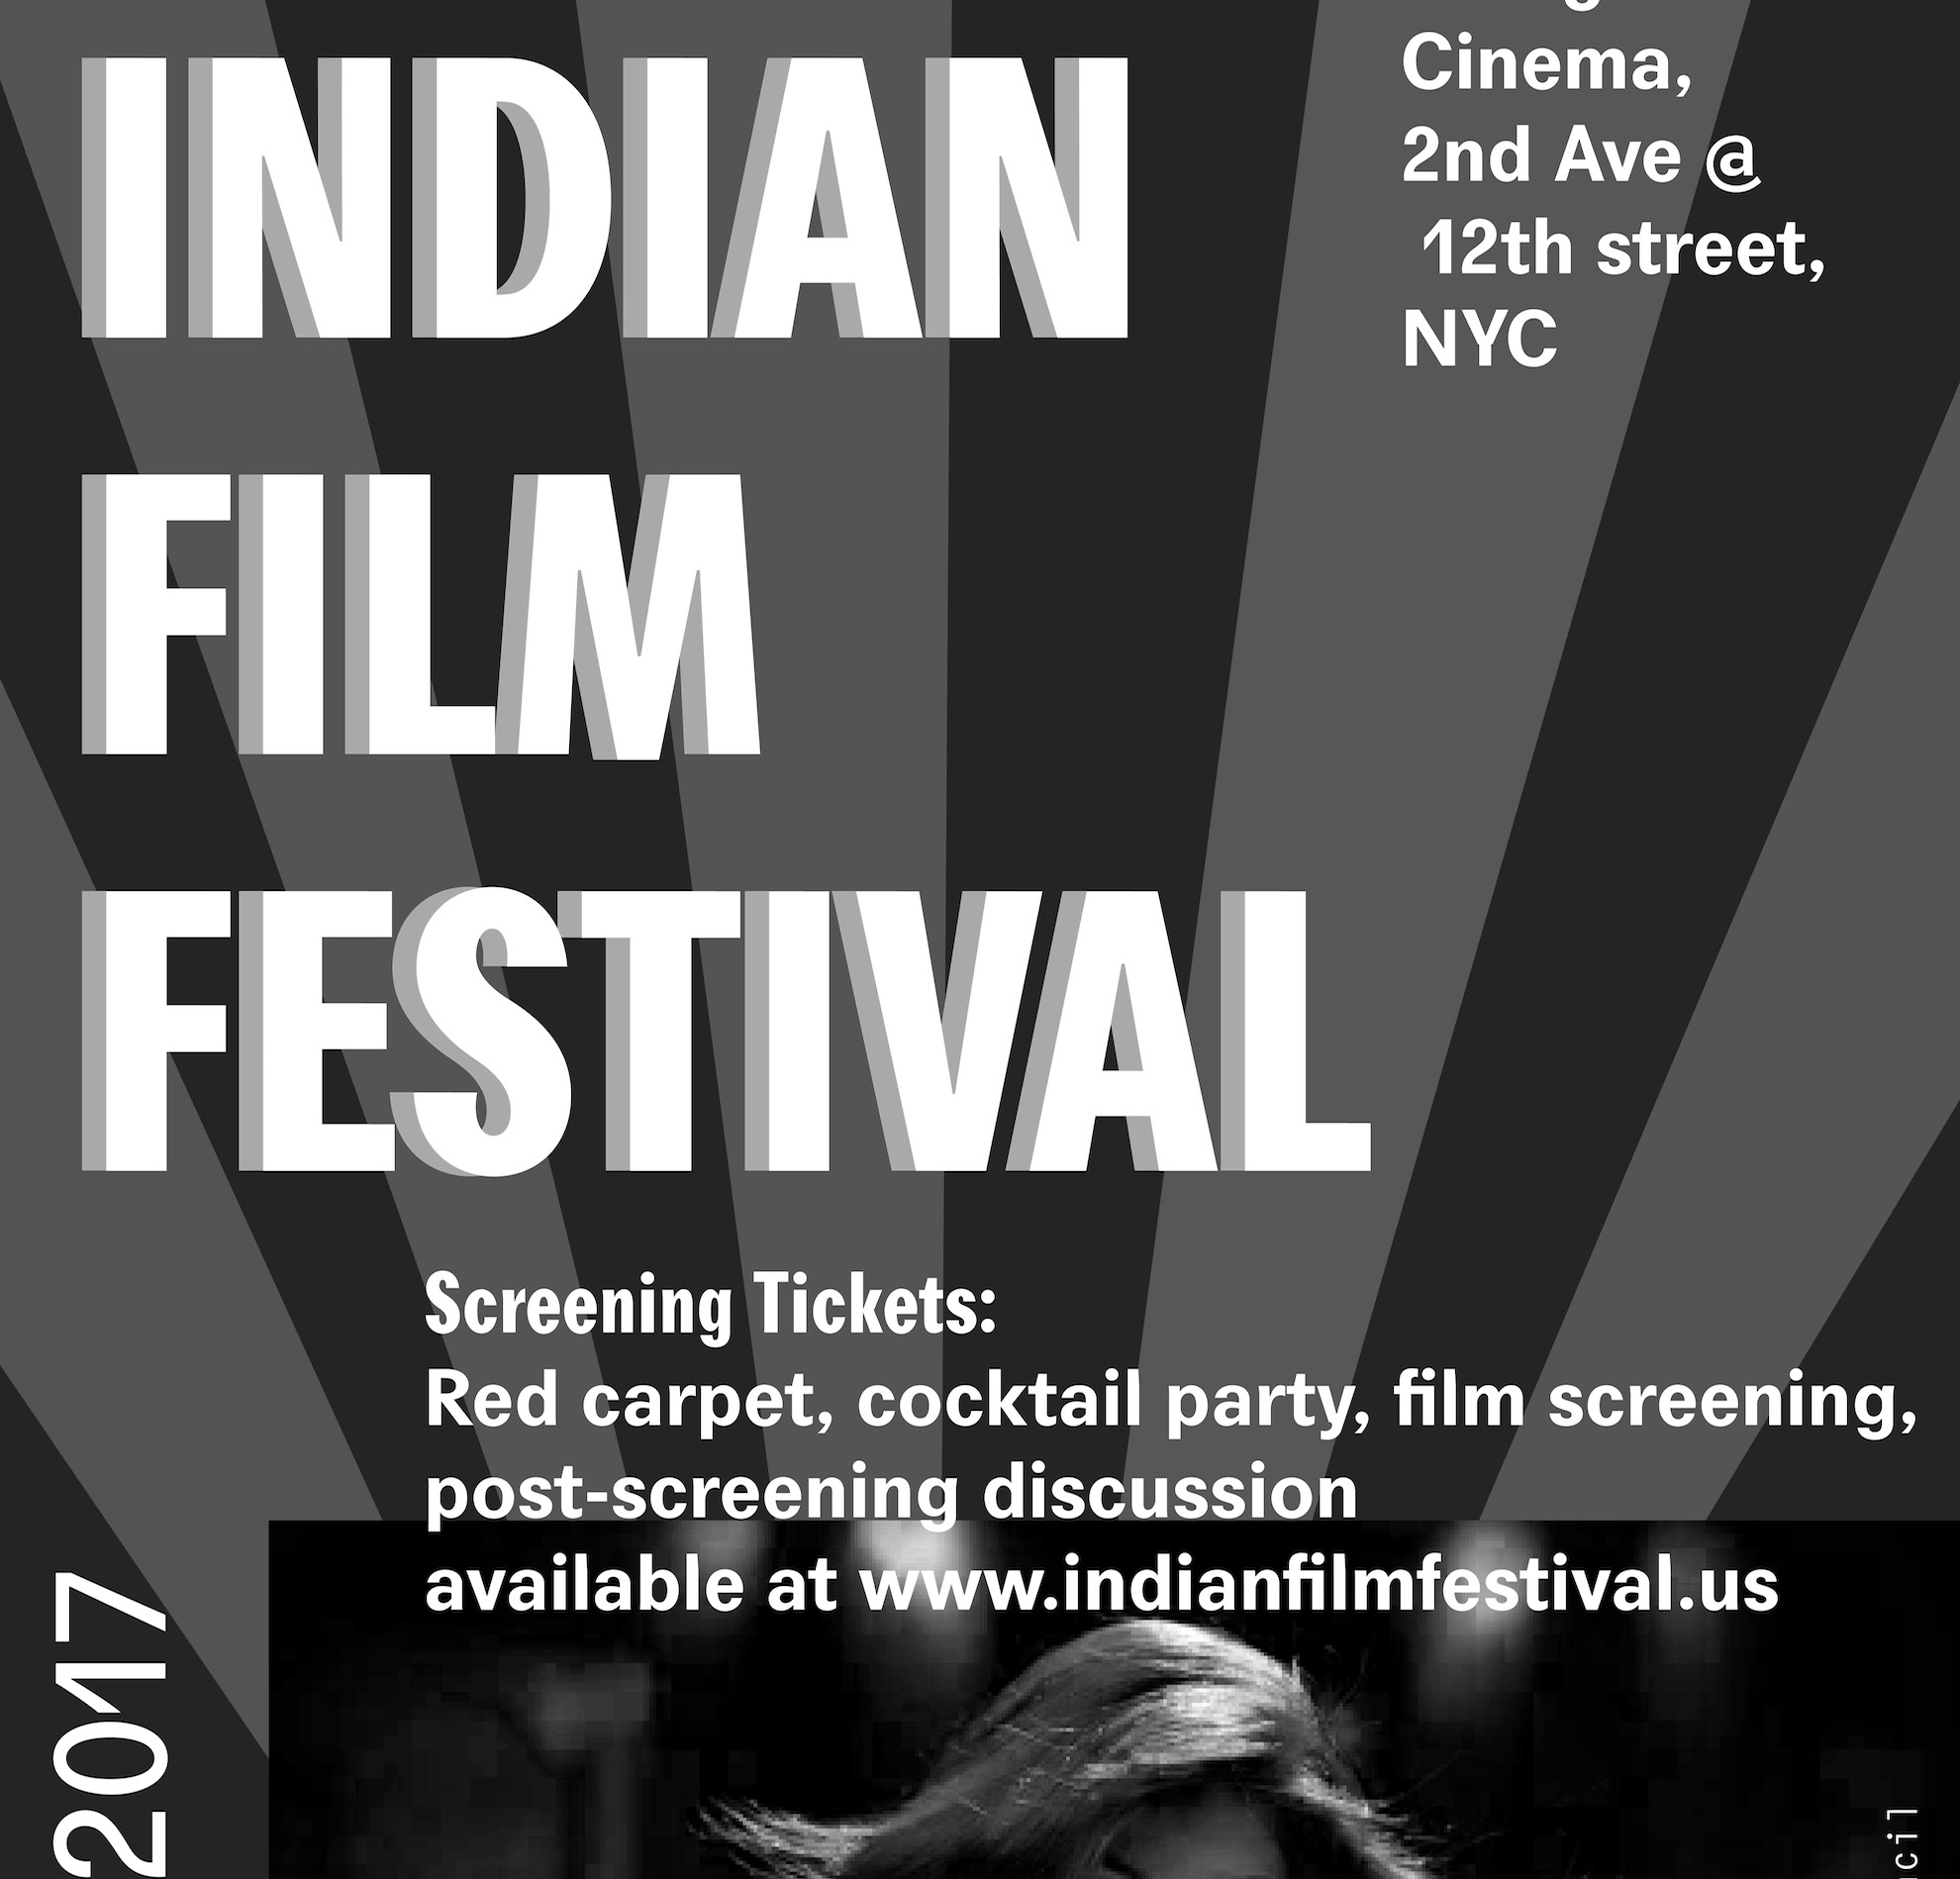 Cinema,
2nd Ave @
12th street,
NYC
INDIAN
FILM
FESTIVAL
Screening Tickets:
Red carpet, cocktail party, film screening,
post-screening discussion
available at www.indianfilmfestival.us
2017